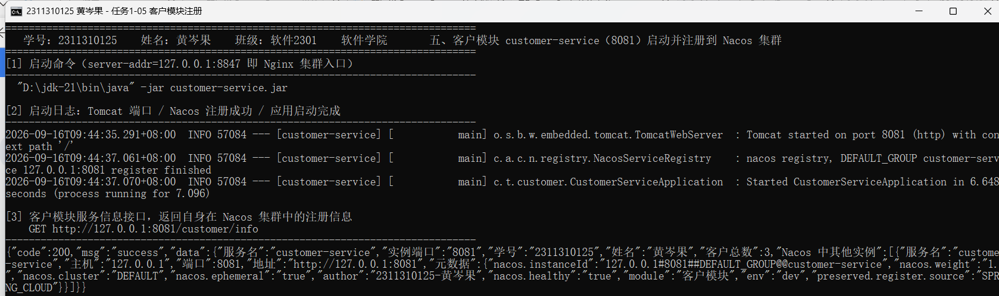 2311310125 黄岑果 - 任务1-05 客户模块注册
================================================================================
学号：2311310125    姓名：黄岑果    班级：软件2301    软件学院       五、客户模块 customer-service（8081）启动并注册到 Nacos 集群
================================================================================
[1] 启动命令（server-addr=127.0.0.1:8847 即 Nginx 集群入口）
--------------------------------------------------------------------------------
"D:\jdk-21\bin\java" -jar customer-service.jar
[2] 启动日志：Tomcat 端口 / Nacos 注册成功 / 应用启动完成
--------------------------------------------------------------------------------
2026-09-16T09:44:35.291+08:00  INFO 57084 --- [customer-service] [           main] o.s.b.w.embedded.tomcat.TomcatWebServer  : Tomcat started on port 8081 (http) with con
ext path '/'
2026-09-16T09:44:37.061+08:00  INFO 57084 --- [customer-service] [           main] c.a.c.n.registry.NacosServiceRegistry    : nacos registry, DEFAULT_GROUP customer-serv
ce 127.0.0.1:8081 register finished
2026-09-16T09:44:37.070+08:00  INFO 57084 --- [customer-service] [           main] c.t.customer.CustomerServiceApplication  : Started CustomerServiceApplication in 6.648
seconds (process running for 7.096)
[3] 客户模块服务信息接口，返回自身在 Nacos 集群中的注册信息
GET http://127.0.0.1:8081/customer/info
--------------------------------------------------------------------------------
{"code":200,"msg":"success","data":{"服务名":"customer-service","实例端口":"8081","学号":"2311310125","姓名":"黄岑果","客户总数":3,"Nacos 中其他实例":[{"服务名":"custome
-service","主机":"127.0.0.1","端口":8081,"地址":"http://127.0.0.1:8081","元数据":{"nacos.instanceId":"127.0.0.1#8081##DEFAULT_GROUP@@customer-service","nacos.weight":"1.
","nacos.cluster":"DEFAULT","nacos.ephemeral":"true","author":"2311310125-黄岑果","nacos.healthy":"true","module":"客户模块","env":"dev","preserved.register.source":"SPR
NG_CLOUD"}}]}}